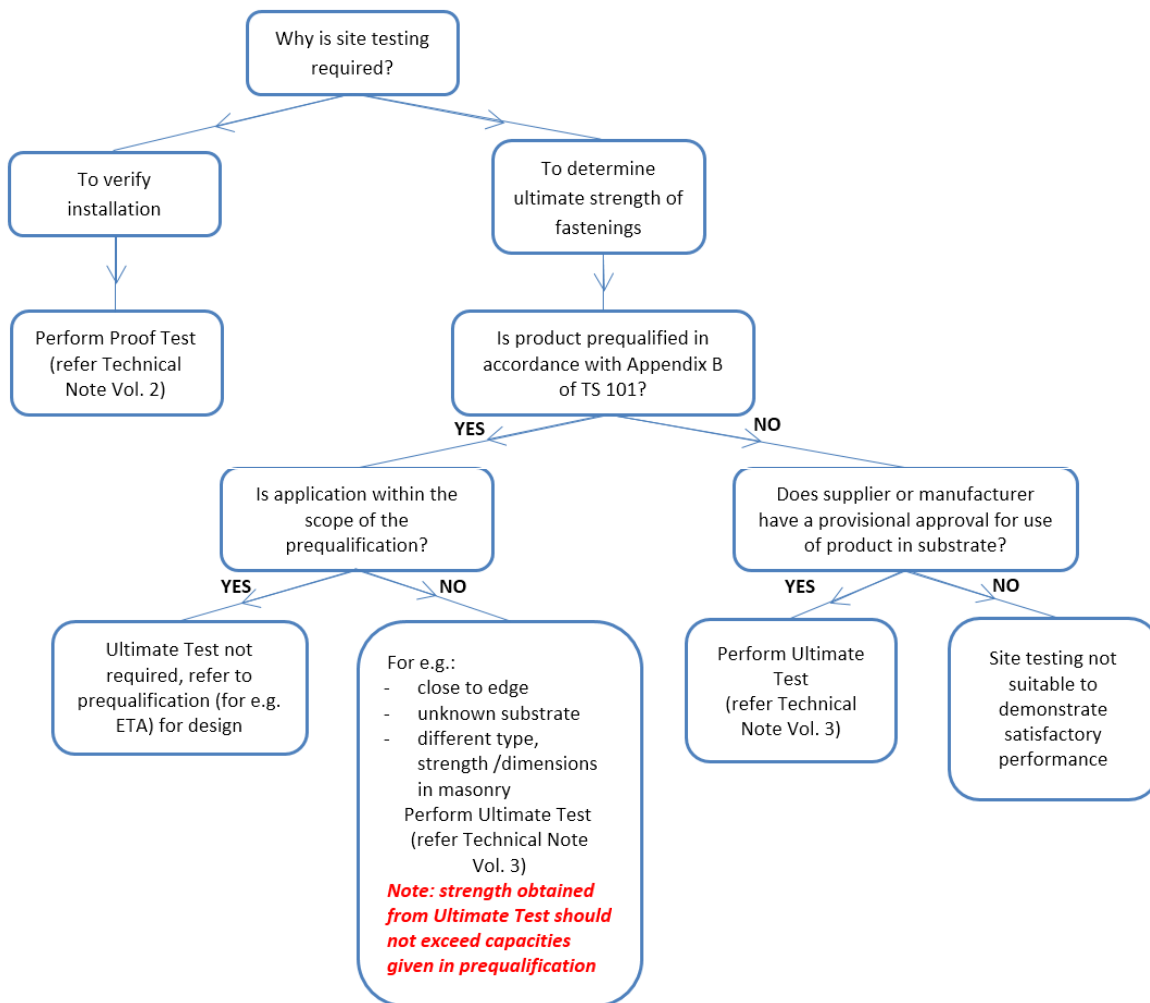 Why is site testing
required?
To verify
installation
To determine
ultimate strength of
fastenings
Perform Proof Test
(refer Technical
Note Vol. 2)
Is product prequalified in
accordance with Appendix B
of TS 101?
YES
NO
Is application within the
scope of the
prequalification?
Does supplier or manufacturer
have a provisional approval for use
of product in substrate?
YES
NO
YES
NO
Ultimate Test not
required, refer to
prequalification (for e.g.
ETA) for design
For e.g.:
- close to edge
- unknown substrate
- different type,
strength /dimensions
in masonry
Perform Ultimate Test
(refer Technical Note
Vol. 3)
Note: strength obtained
from Ultimate Test should
not exceed capacities
given in prequalification
Perform Ultimate
Test
(refer Technical
Note Vol. 3)
Site testing not
suitable to
demonstrate
satisfactory
performance